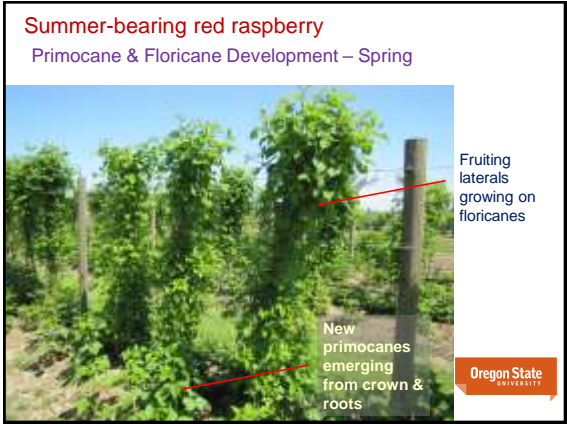 Summer-bearing red raspberry
Primocane & Floricane Development – Spring
Fruiting
laterals
growing on
floricanes
New
primocanes
emerging
from crown &
roots
Oregon State
UNIVERSITY